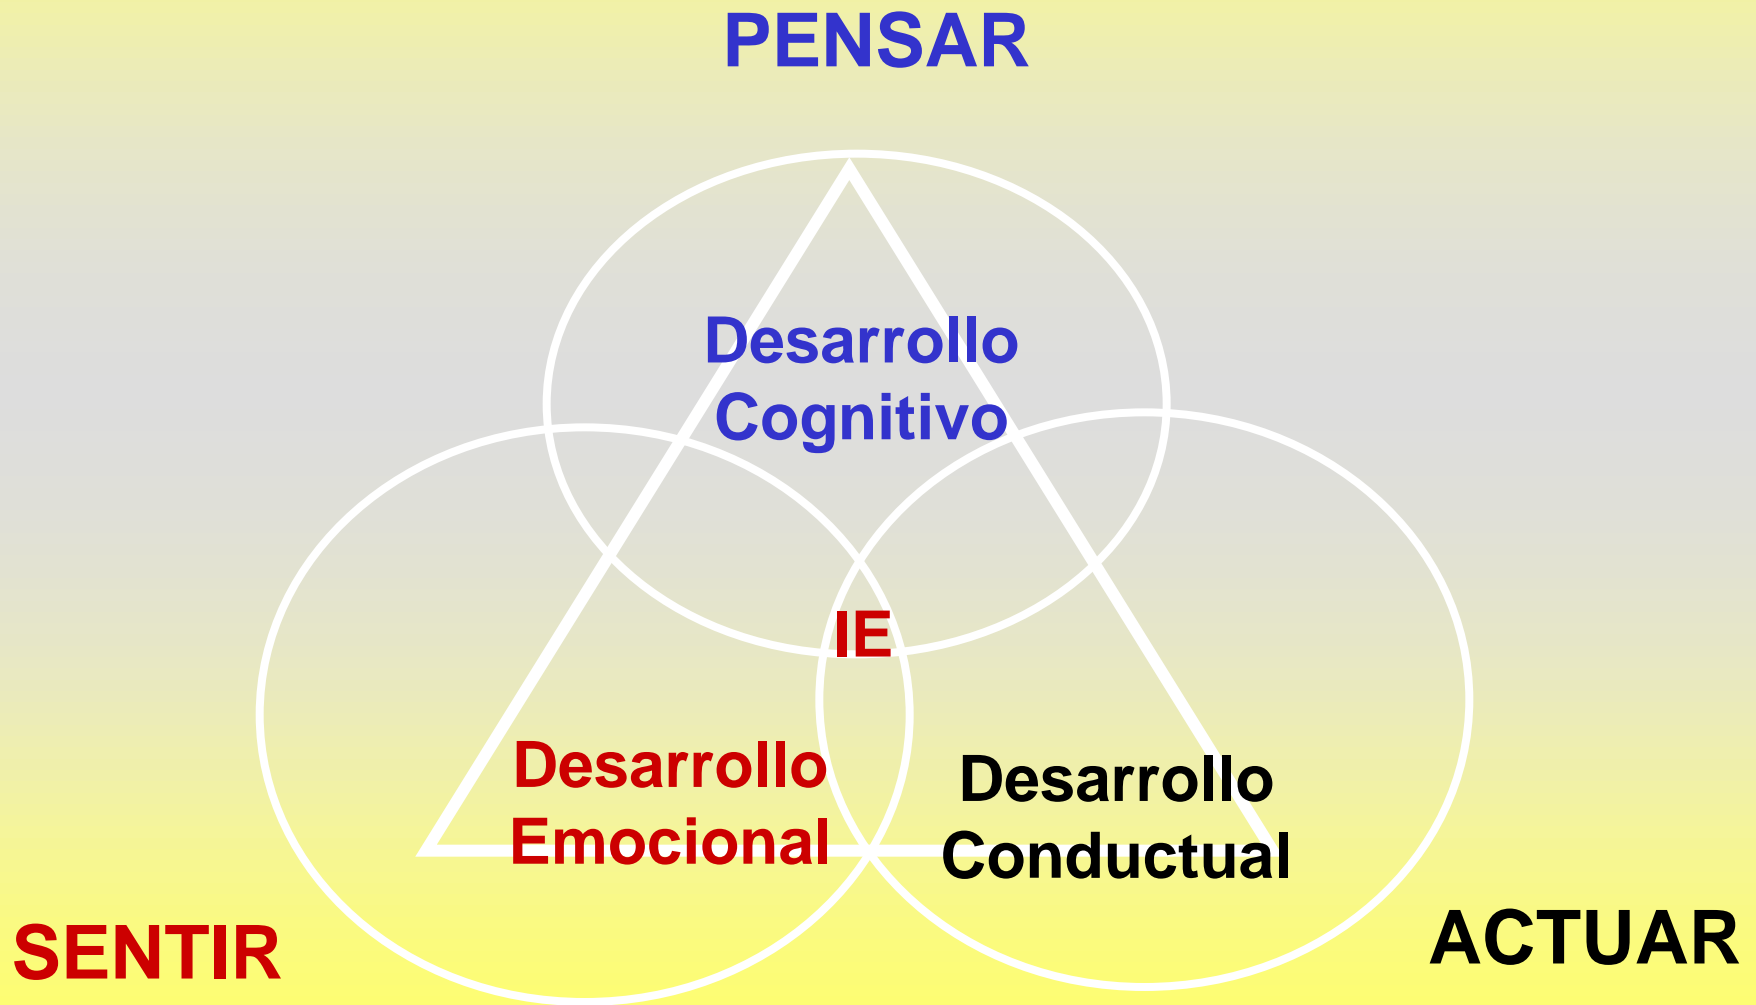 PENSAR
Desarrollo
Cognitivo
IE
Desarrollo
Emocional
Desarrollo
Conductual
SENTIR
ACTUAR